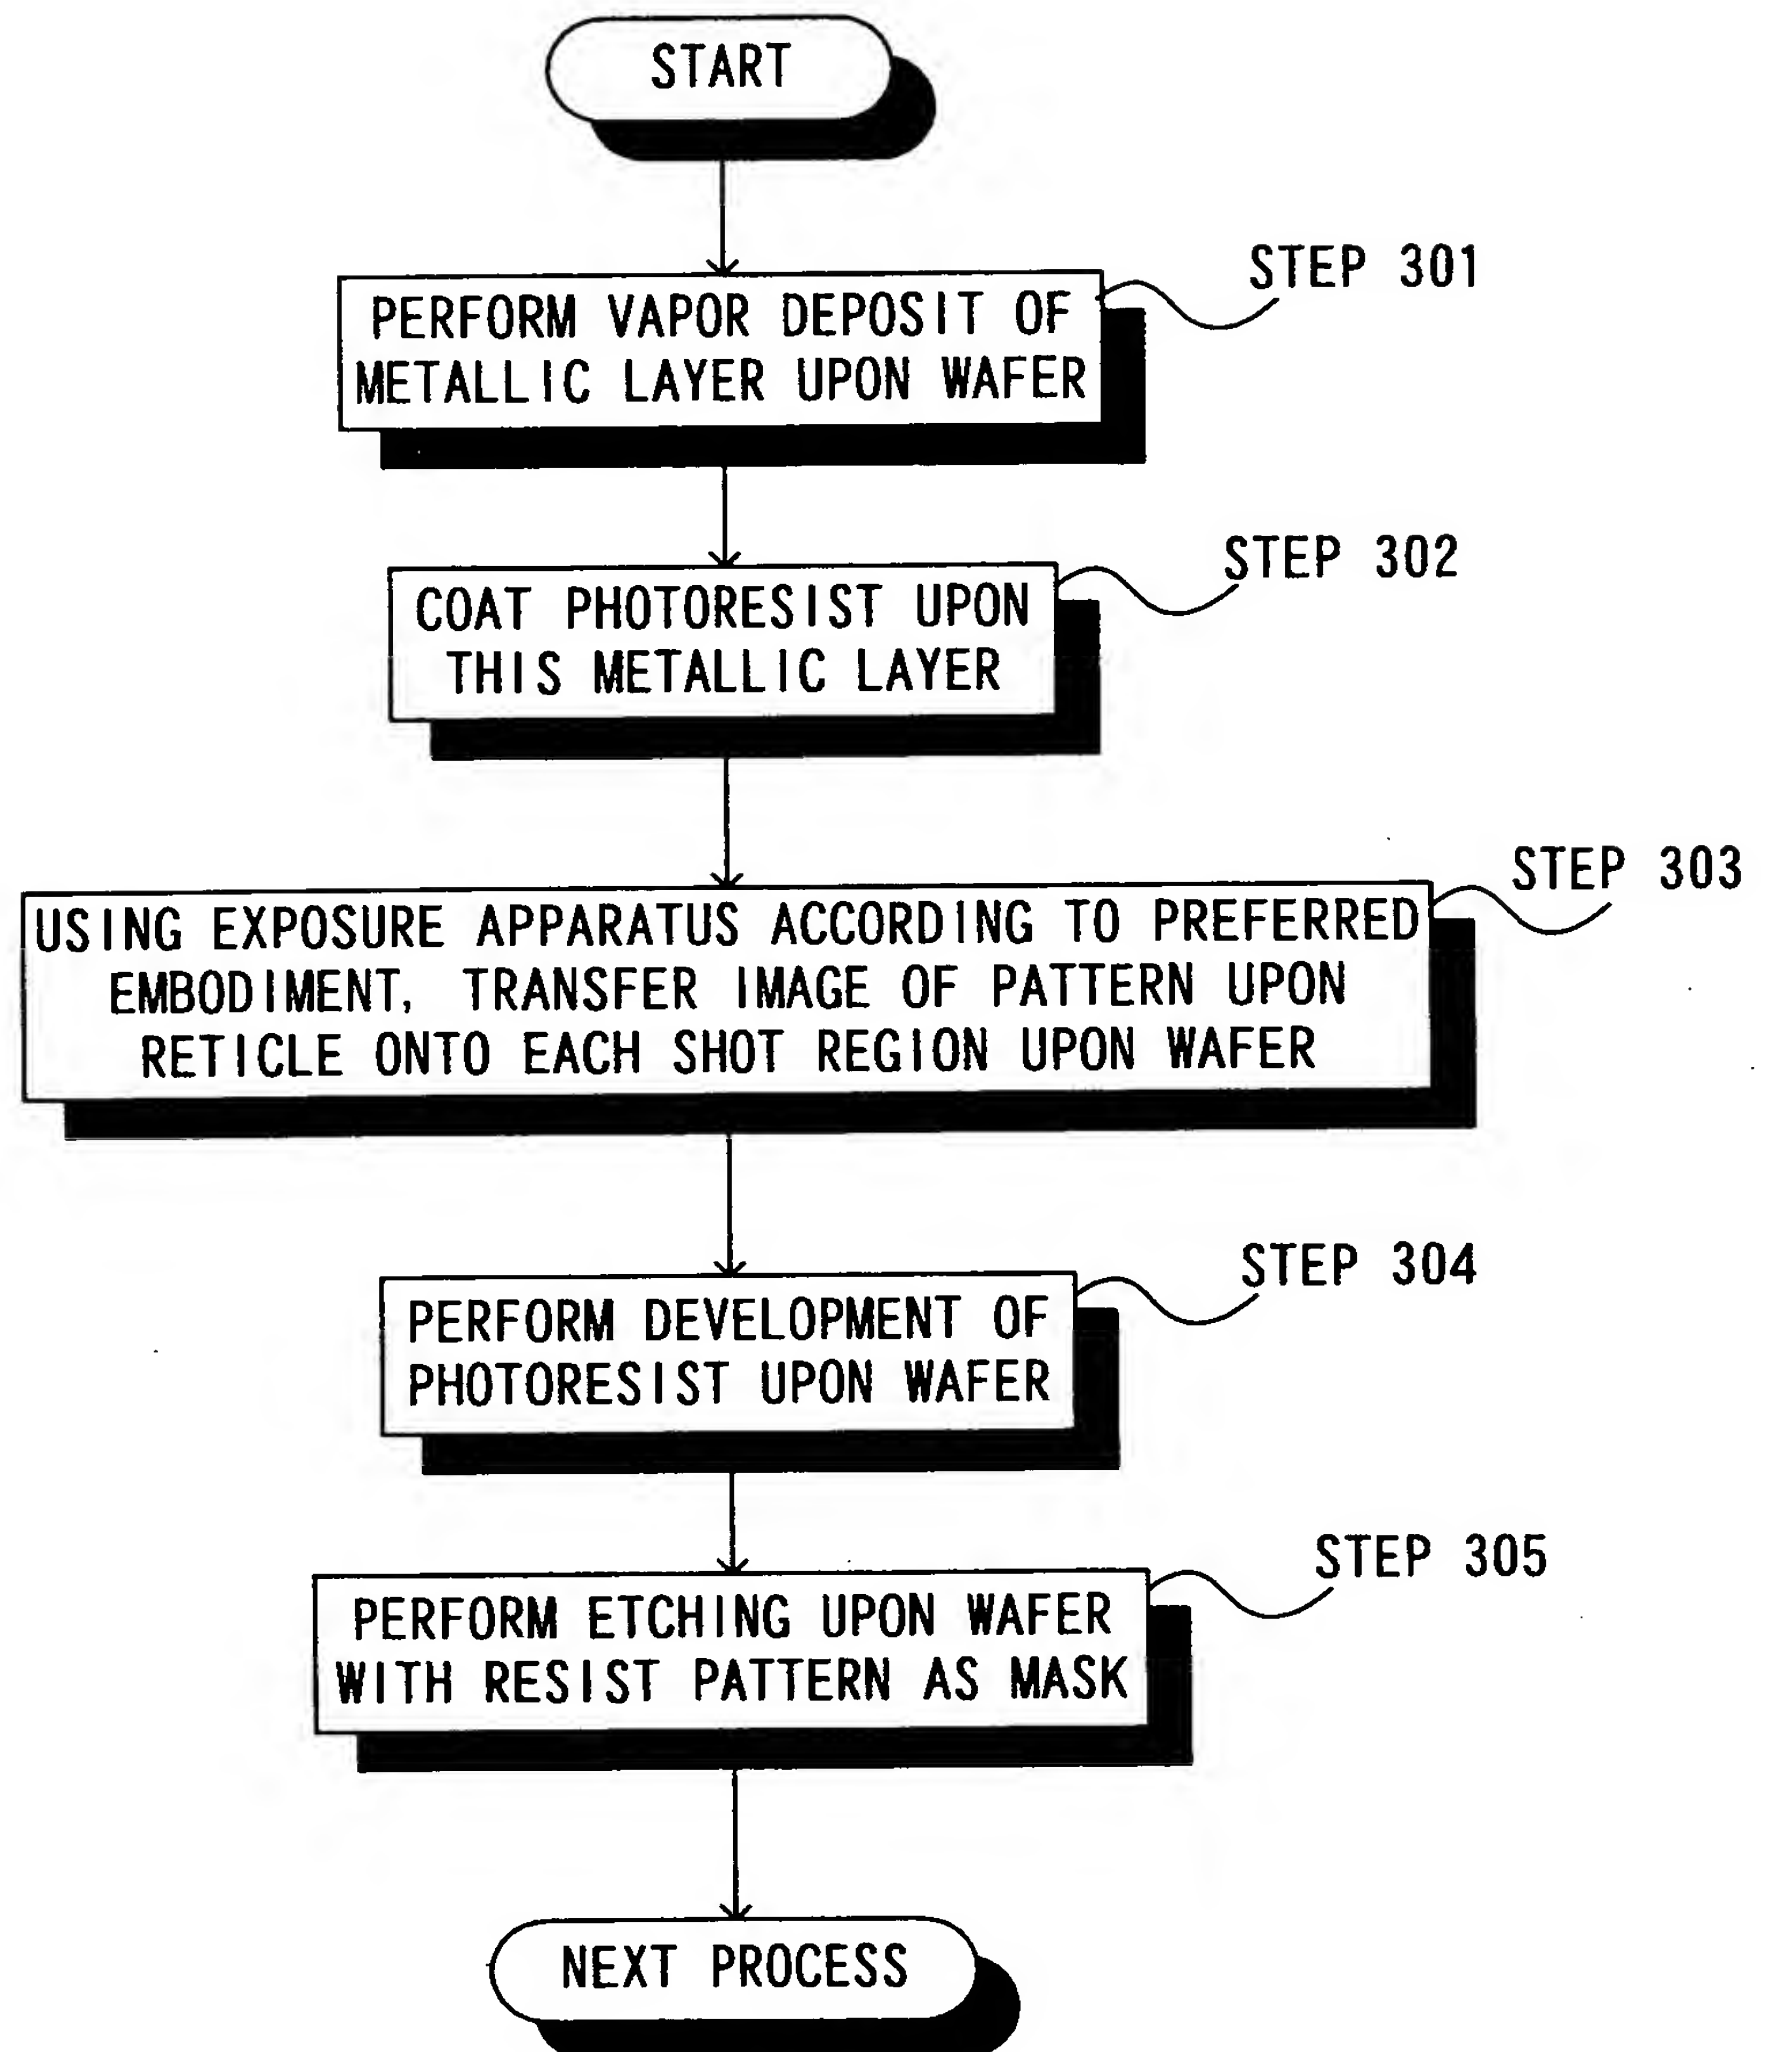 START
STEP 301
PERFORM VAPOR DEPOSIT OF
METALLIC LAYER UPON WAFER
STEP 302
COAT PHOTORESIST UPON
THIS METALLIC LAYER
STEP 303
USING EXPOSURE APPARATUS ACCORDING TO PREFERRED
EMBODIMENT, TRANSFER IMAGE OF PATTERN UPON
RETICLE ONTO EACH SHOT REGION UPON WAFER
STEP 304
PERFORM DEVELOPMENT OF
PHOTORESIST UPON WAFER
STEP 305
PERFORM ETCHING UPON WAFER
WITH RESIST PATTERN AS MASK
NEXT PROCESS